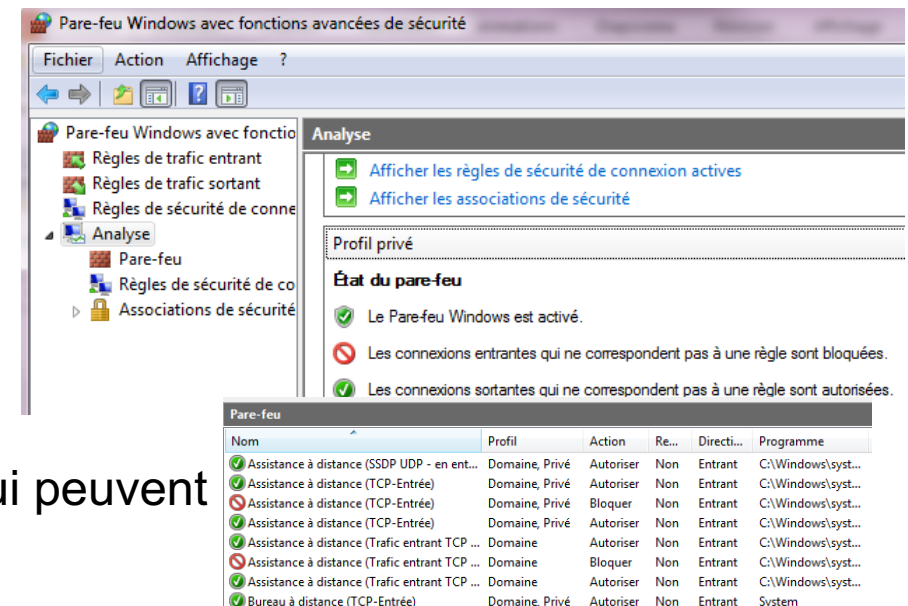 Pare-feu Windows avec fonctions avancées de sécurité
Fichier Action Affichage ?
Pare-feu Windows avec fonctio
Règles de trafic entrant
Règles de trafic sortant
Règles de sécurité de conne
Analyse
Pare-feu
Règles de sécurité de co
Associations de sécurité
Analyse
Afficher les règles de sécurité de connexion actives
Afficher les associations de sécurité
Profil privé
État du pare-feu
Le Pare-feu Windows est activé.
Les connexions entrantes qui ne correspondent pas à une règle sont bloquées.
Les connexions sortantes qui ne correspondent pas à une règle sont autorisées.
ui peuvent
Pare-feu
Nom Profil Action Re... Directi... Programme
Assistance à distance (SSDP UDP - en ent... Domaine, Privé Autoriser Non Entrant C:\Windows\syst...
Assistance à distance (TCP-Entrée) Domaine, Privé Autoriser Non Entrant C:\Windows\syst...
Assistance à distance (TCP-Entrée) Domaine, Privé Bloquer Non Entrant C:\Windows\syst...
Assistance à distance (TCP-Entrée) Domaine, Privé Autoriser Non Entrant C:\Windows\syst...
Assistance à distance (Trafic entrant TCP ... Domaine Autoriser Non Entrant C:\Windows\syst...
Assistance à distance (Trafic entrant TCP ... Domaine Bloquer Non Entrant C:\Windows\syst...
Assistance à distance (Trafic entrant TCP ... Domaine Autoriser Non Entrant C:\Windows\syst...
Bureau à distance (TCP-Entrée) Domaine, Privé Autoriser Non Entrant System